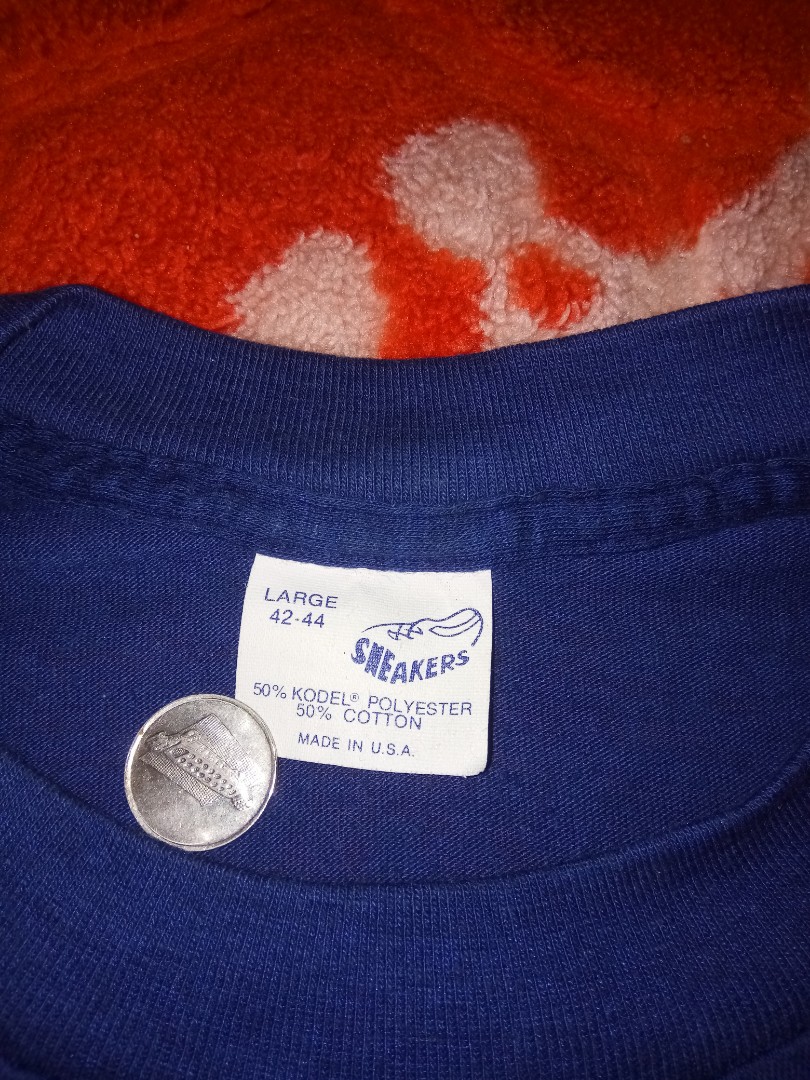 LARGE
42-44
SNEAKERS
50% KODEL® POLYESTER
50% COTTON
MADE IN U.S.A.